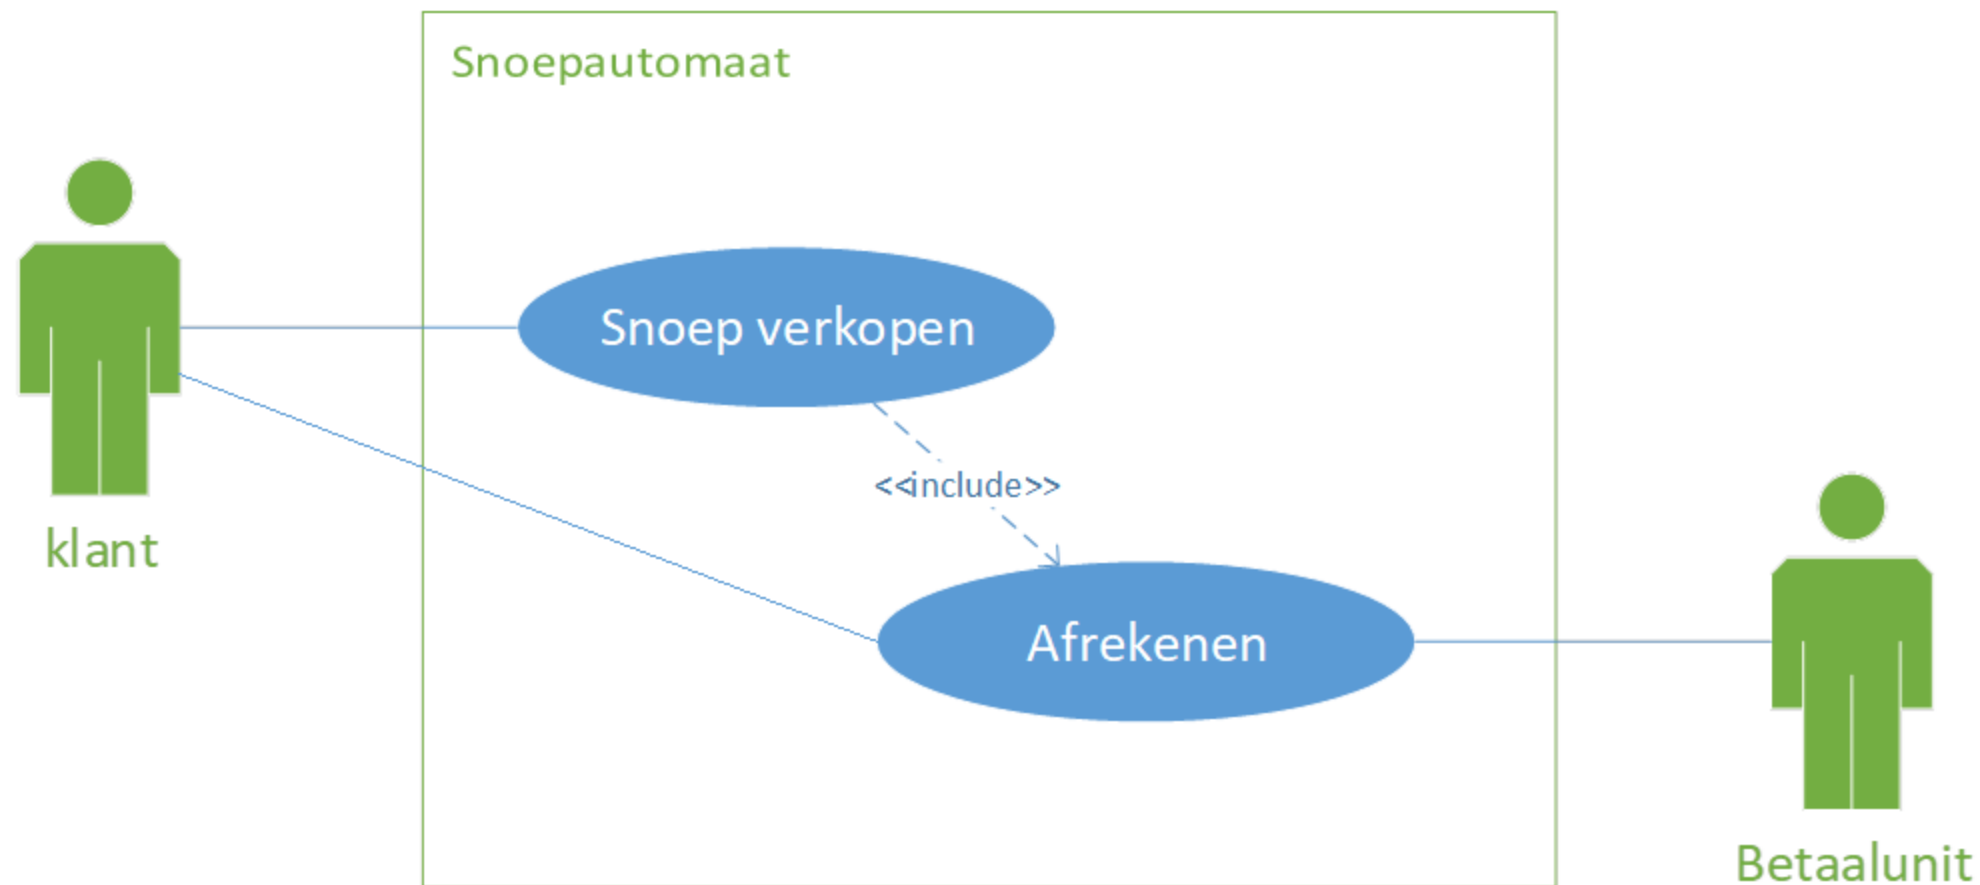 Snoepautomaat
Snoep verkopen
<<include>>
klant
Afrekenen
Betaalunit